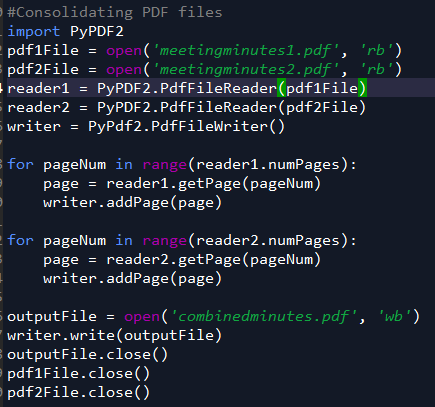 #Consolidating PDF files
import PyPDF2
pdf1File = open('meetingminutes1.pdf', 'rb')
pdf2File = open('meetingminutes2.pdf', 'rb')
reader1 = PyPDF2.PdfFileReader(pdf1File)
reader2 = PyPDF2.PdfFileReader(pdf2File)
writer = PyPdf2.PdfFileWriter()

for pageNum in range(reader1.numPages):
    page = reader1.getPage(pageNum)
    writer.addPage(page)

for pageNum in range(reader2.numPages):
    page = reader2.getPage(pageNum)
    writer.addPage(page)

outputFile = open('combinedminutes.pdf', 'wb')
writer.write(outputFile)
outputFile.close()
pdf1File.close()
pdf2File.close()